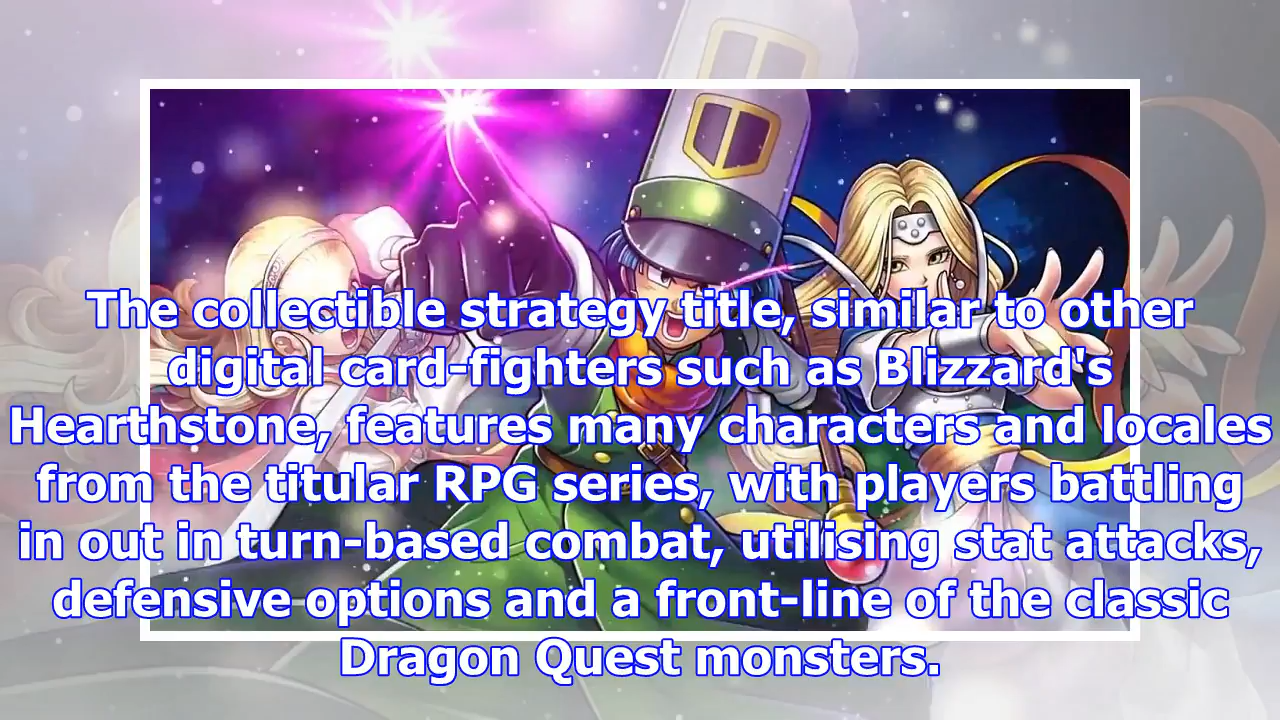 The collectible strategy title, similar to other
digital card-fighters such as Blizzard's
Hearthstone, features many characters and locales
from the titular RPG series, with players battling
in out in turn-based combat, utilising stat attacks,
defensive options and a front-line of the classic
Dragon Quest monsters.